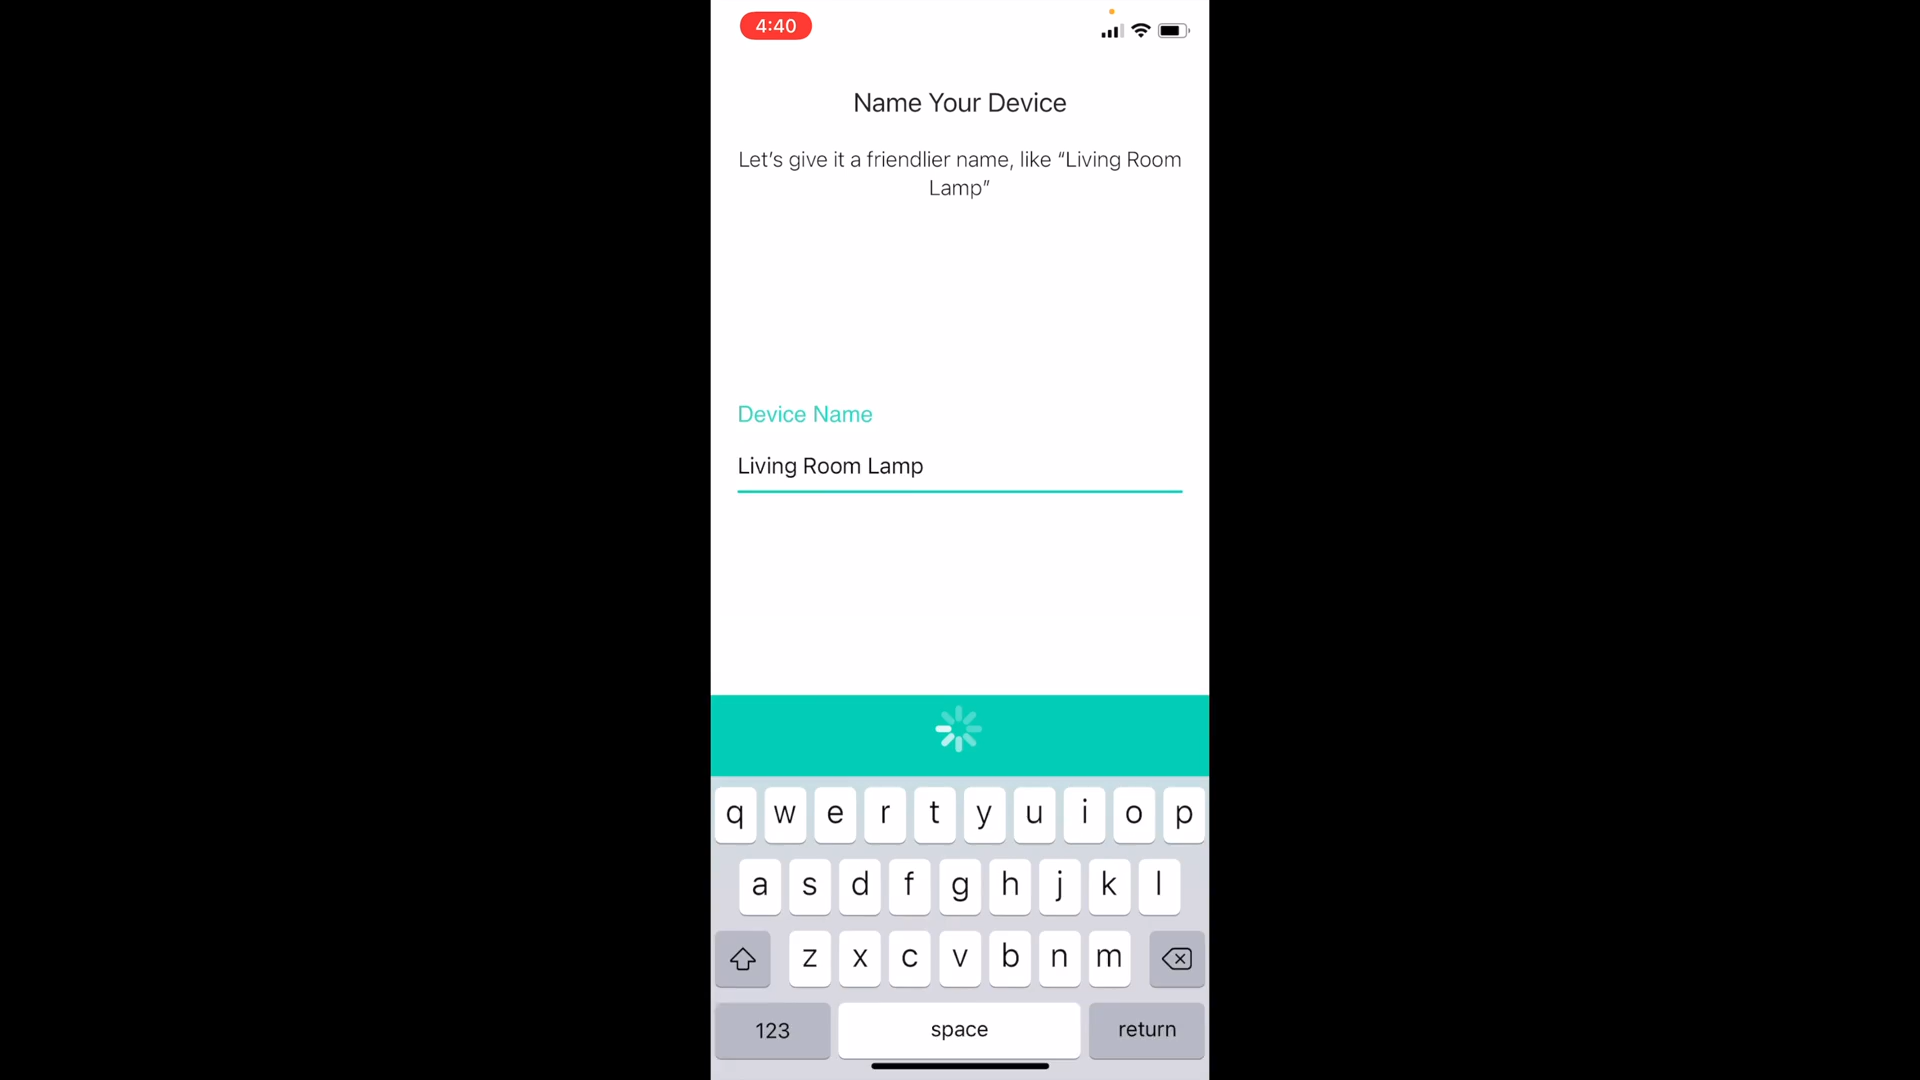 4:40
Name Your Device
Let’s give it a friendlier name, like “Living Room
Lamp”
Device Name
Living Room Lamp
q w e r t y u i o p
a s d f g h j k l
z x c v b n m
123 space return